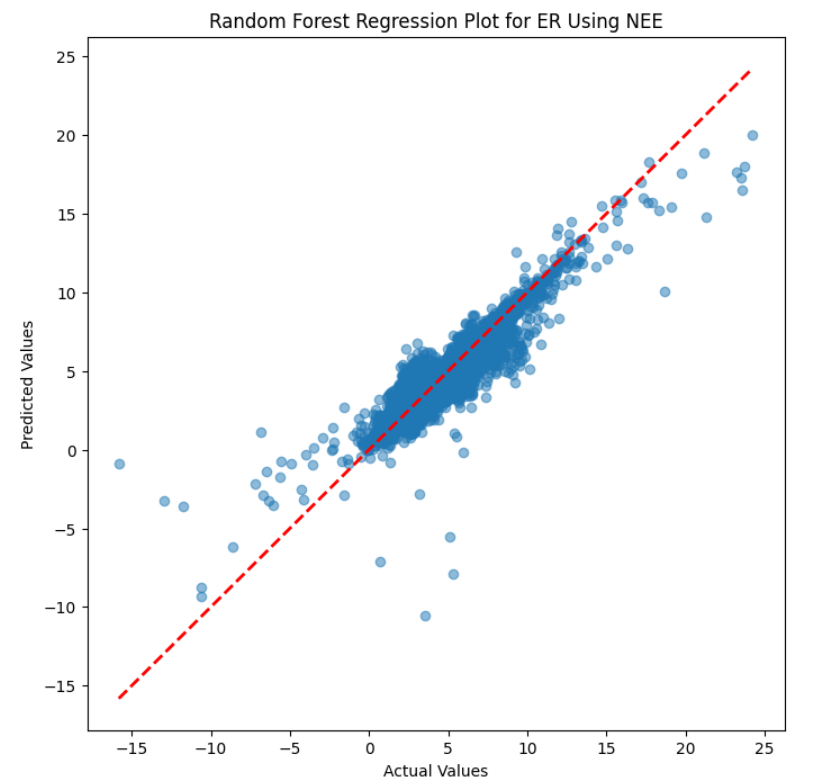 Random Forest Regression Plot for ER Using NEE
25
20
15
10
5
0
−5
−10
−15
Predicted Values
−15 −10 −5 0 5 10 15 20 25
Actual Values